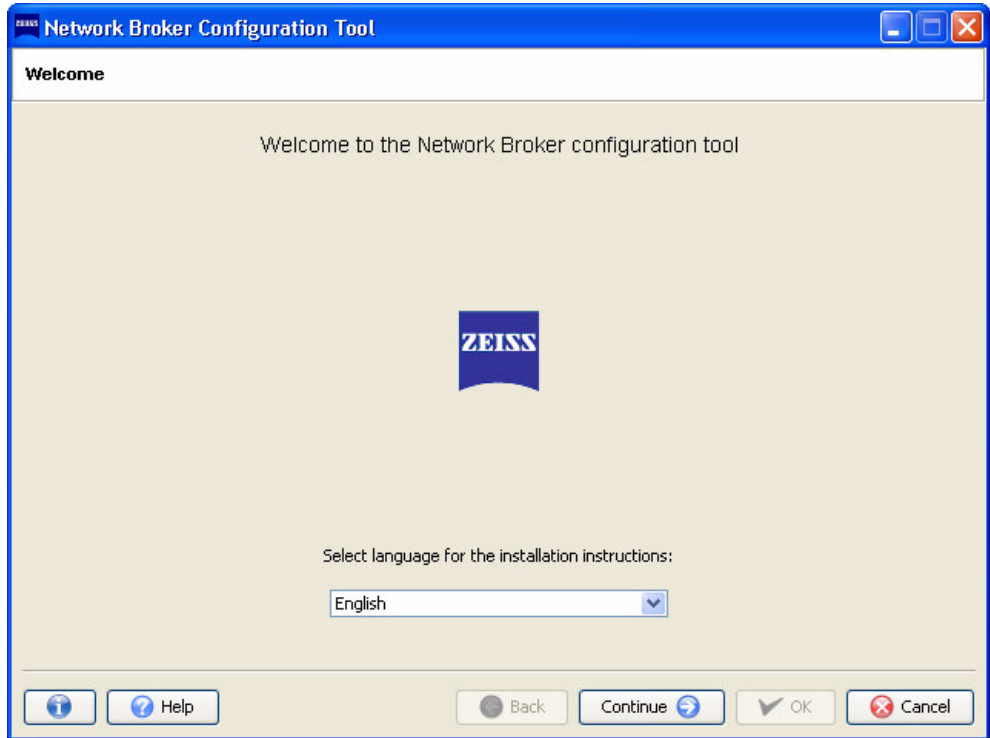 ZEISS Network Broker Configuration Tool
Welcome
Welcome to the Network Broker configuration tool
ZEISS
Select language for the installation instructions:
English
Help Back Continue OK Cancel